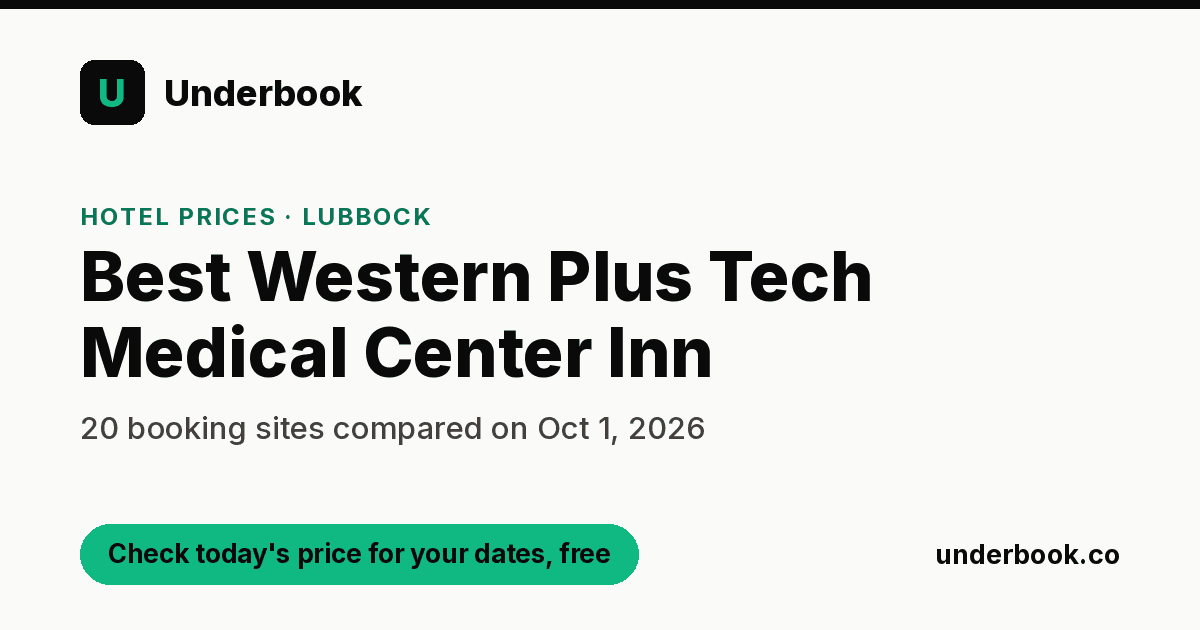 U Underbook
HOTEL PRICES · LUBBOCK
Best Western Plus Tech
Medical Center Inn
20 booking sites compared on Oct 1, 2026
Check today's price for your dates, free
underbook.co